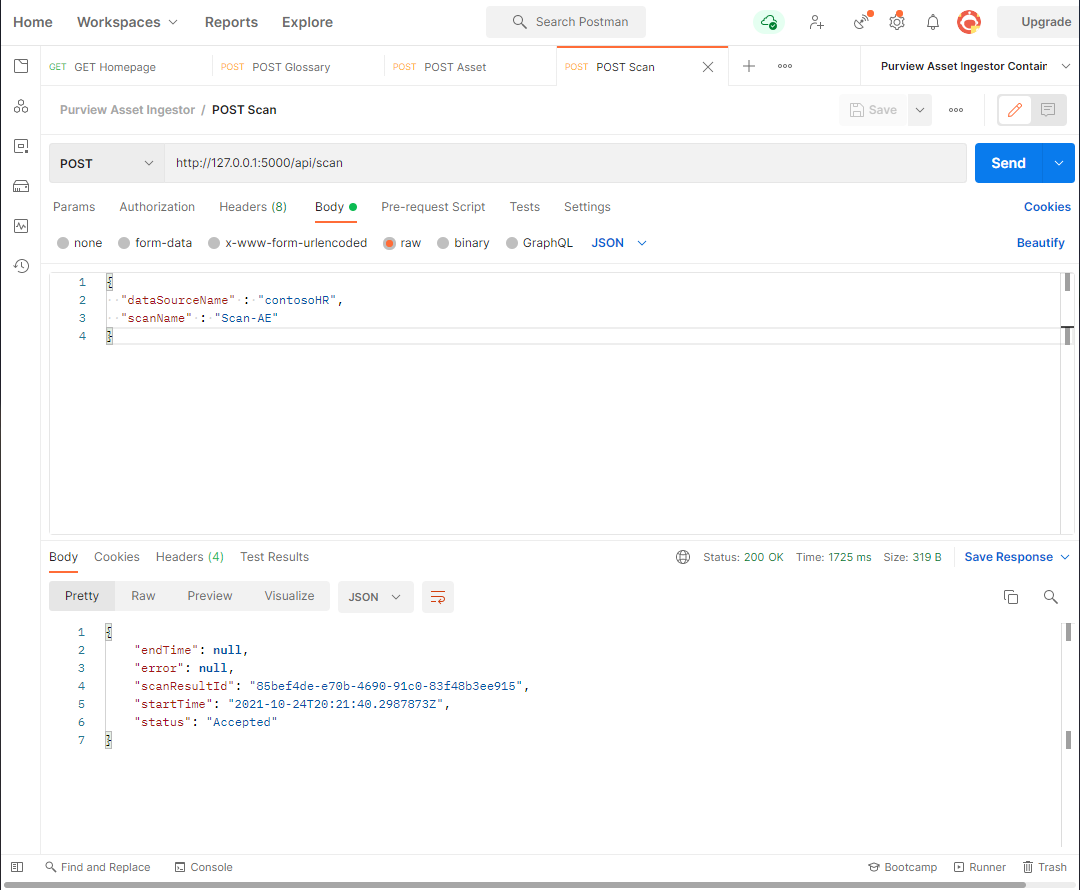 Home Workspaces Reports Explore Search Postman Upgrade
GET GET Homepage POST POST Glossary POST POST Asset POST POST Scan Purview Asset Ingestor Contain
Purview Asset Ingestor / POST Scan Save
POST http://127.0.0.1:5000/api/scan Send
Params Authorization Headers (8) Body Pre-request Script Tests Settings Cookies
none form-data x-www-form-urlencoded raw binary GraphQL JSON Beautify
1 {
2 "dataSourceName" : "contosoHR",
3 "scanName" : "Scan-AE"
4 }
Body Cookies Headers (4) Test Results Status: 200 OK Time: 1725 ms Size: 319 B Save Response
Pretty Raw Preview Visualize JSON
1 {
2 "endTime": null,
3 "error": null,
4 "scanResultId": "85bef4de-e70b-4690-91c0-83f48b3ee915",
5 "startTime": "2021-10-24T20:21:40.2987873Z",
6 "status": "Accepted"
7 }
Find and Replace Console Bootcamp Runner Trash